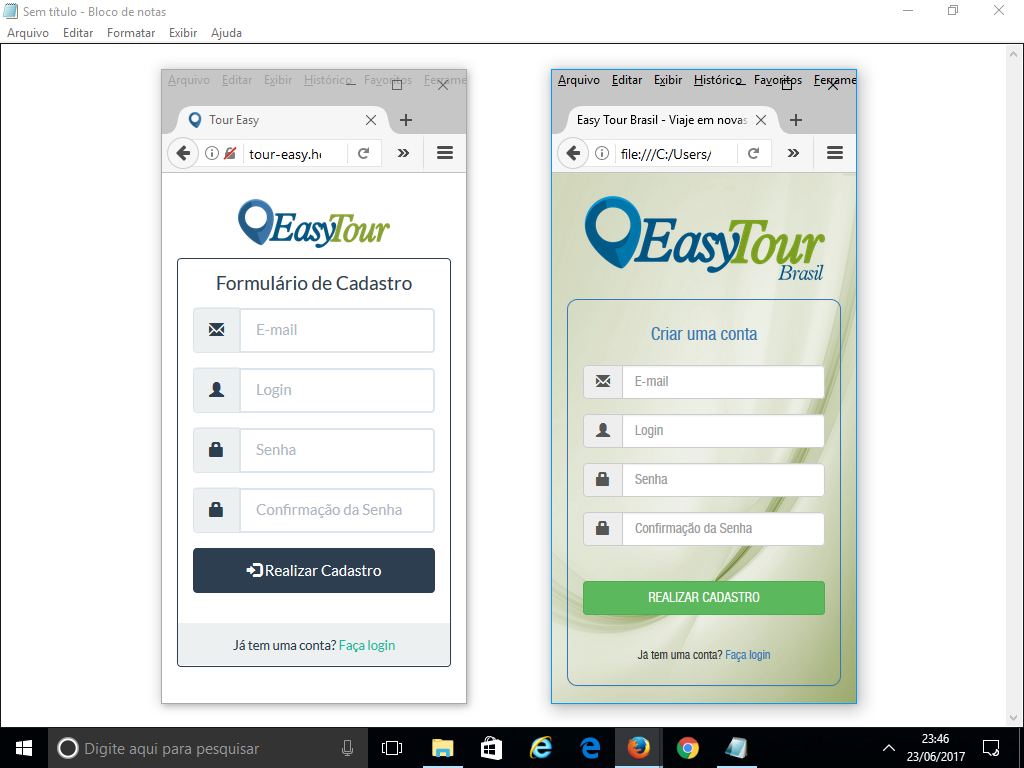 Sem título - Bloco de notas
Arquivo Editar Formatar Exibir Ajuda
Arquivo Editar Exibir Histórico Favoritos Ferrame
Tour Easy
tour-easy.he
EasyTour
Formulário de Cadastro
E-mail
Login
Senha
Confirmação da Senha
Realizar Cadastro
Já tem uma conta? Faça login
Arquivo Editar Exibir Histórico Favoritos Ferrame
Easy Tour Brasil - Viaje em novas
file:///C:/Users/
EasyTour
Brasil
Criar uma conta
E-mail
Login
Senha
Confirmação da Senha
REALIZAR CADASTRO
Já tem uma conta? Faça login
Digite aqui para pesquisar
23:46
23/06/2017